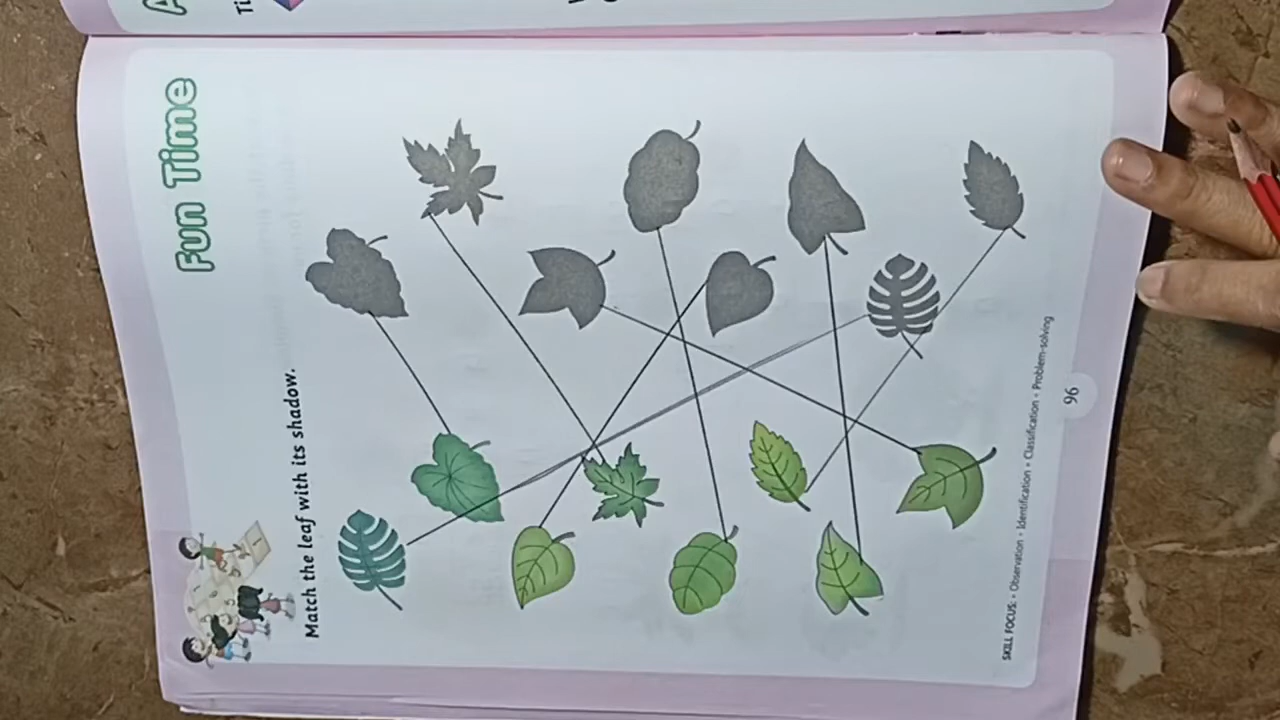 Fun Time
Match the leaf with its shadow.
SKILL FOCUS: • Observation • Identification • Classification • Problem-solving
96